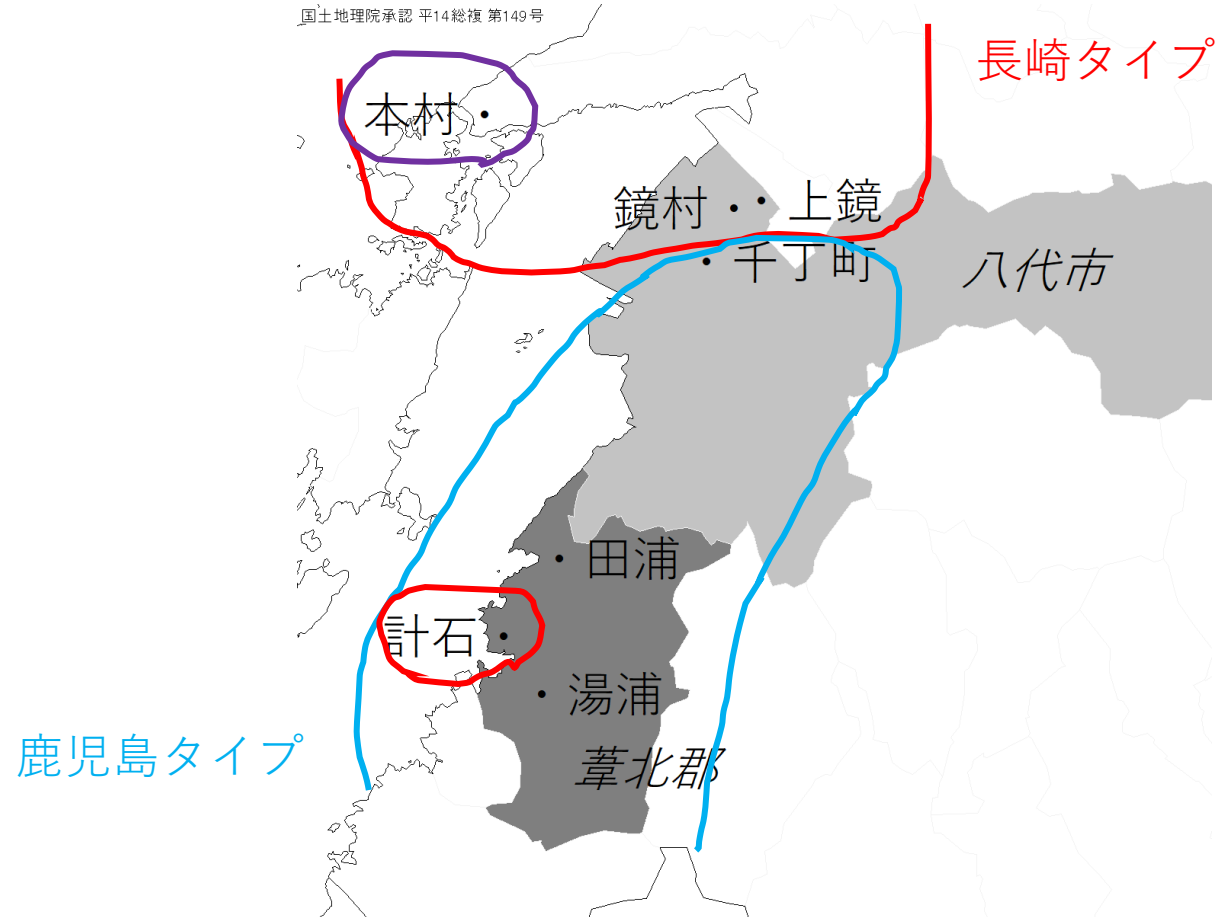 国土地理院承認 平14総複 第149号
長崎タイプ
本村
鏡村
上鏡
千丁町
八代市
田浦
計石
湯浦
鹿児島タイプ
葦北郡